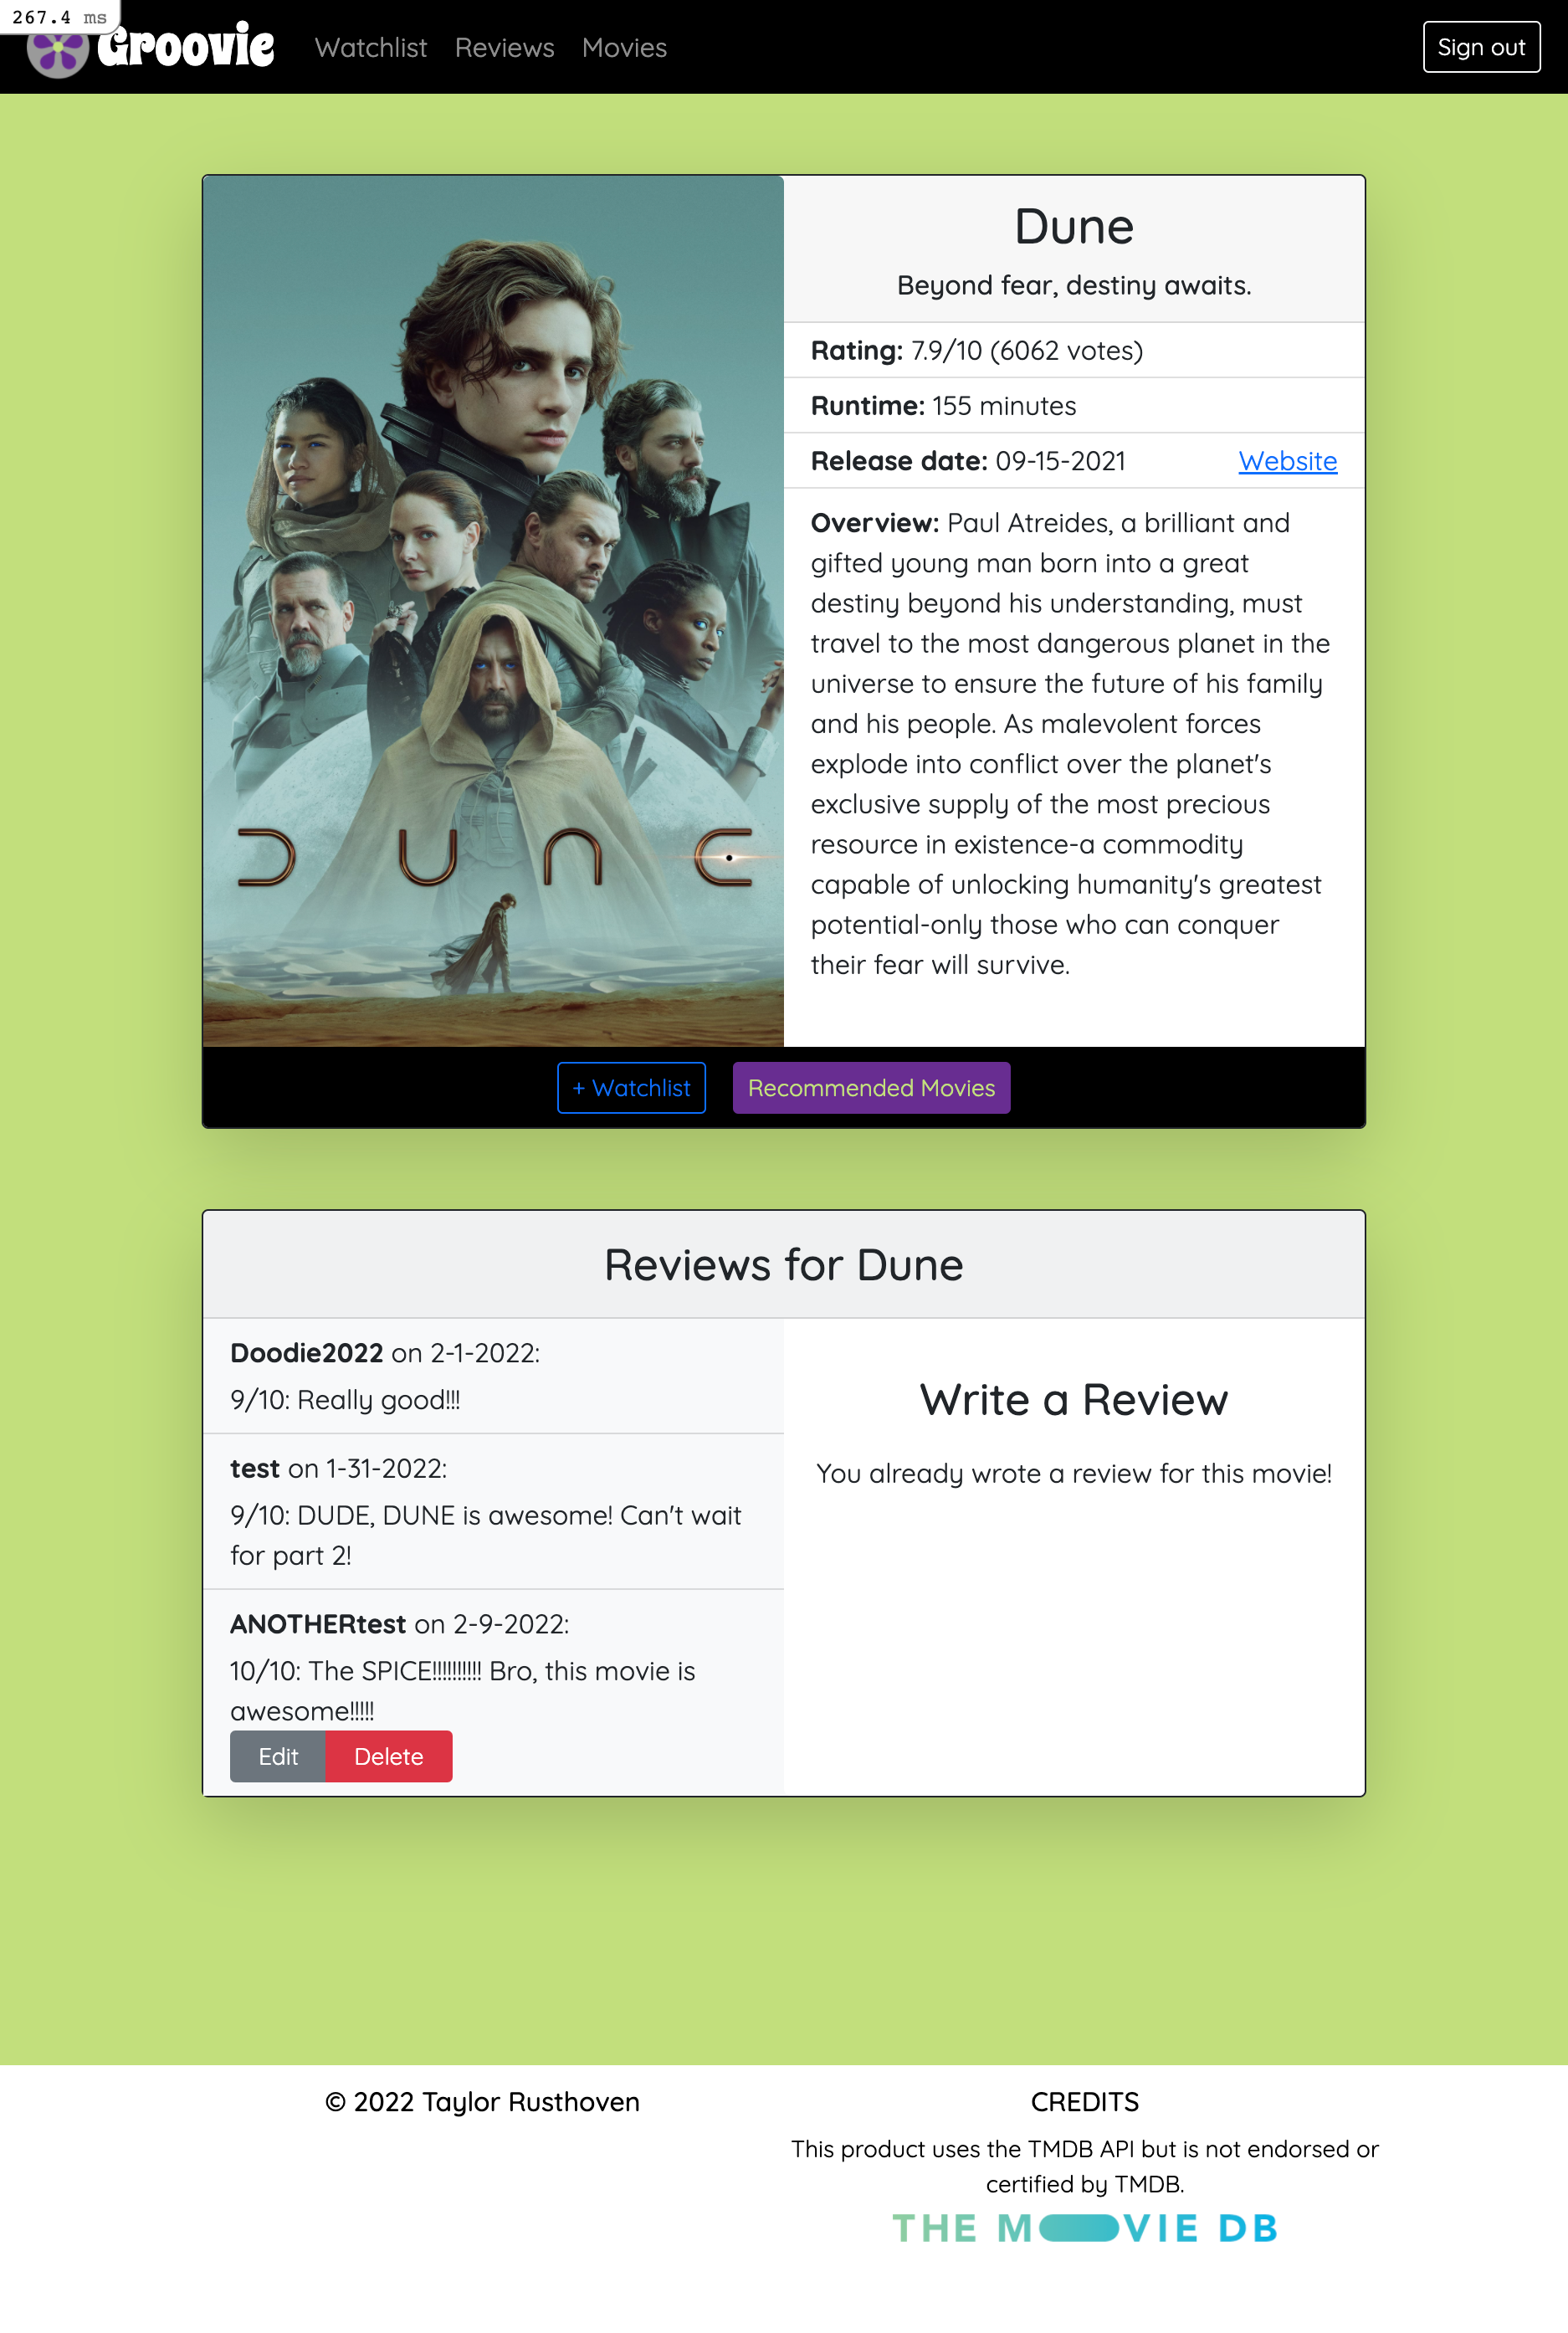 267.4 ms
Groovie
Watchlist Reviews Movies
Sign out
Dune
Beyond fear, destiny awaits.
Rating: 7.9/10 (6062 votes)
Runtime: 155 minutes
Release date: 09-15-2021 Website
Overview: Paul Atreides, a brilliant and
gifted young man born into a great
destiny beyond his understanding, must
travel to the most dangerous planet in the
universe to ensure the future of his family
and his people. As malevolent forces
explode into conflict over the planet's
exclusive supply of the most precious
resource in existence-a commodity
capable of unlocking humanity's greatest
potential-only those who can conquer
their fear will survive.
DUNE
+ Watchlist
Recommended Movies
Reviews for Dune
Doodie2022 on 2-1-2022:
9/10: Really good!!!
test on 1-31-2022:
9/10: DUDE, DUNE is awesome! Can't wait
for part 2!
ANOTHERtest on 2-9-2022:
10/10: The SPICE!!!!!!!!!! Bro, this movie is
awesome!!!!!
Edit Delete
Write a Review
You already wrote a review for this movie!
© 2022 Taylor Rusthoven
CREDITS
This product uses the TMDB API but is not endorsed or
certified by TMDB.
THE MOVIE DB